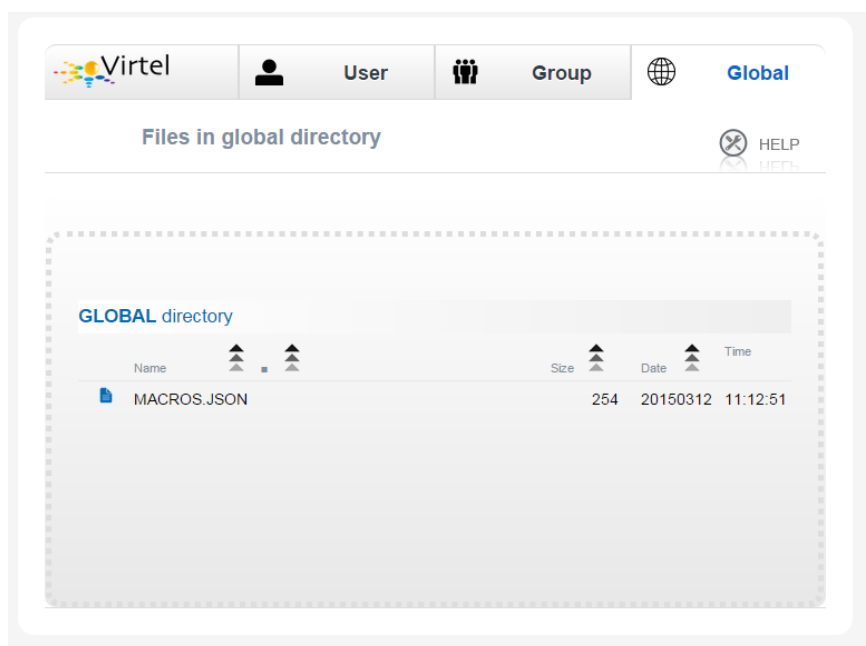 Virtel User Group Global
Files in global directory
HELP
GLOBAL directory
Name . Size Date Time
MACROS.JSON 254 20150312 11:12:51